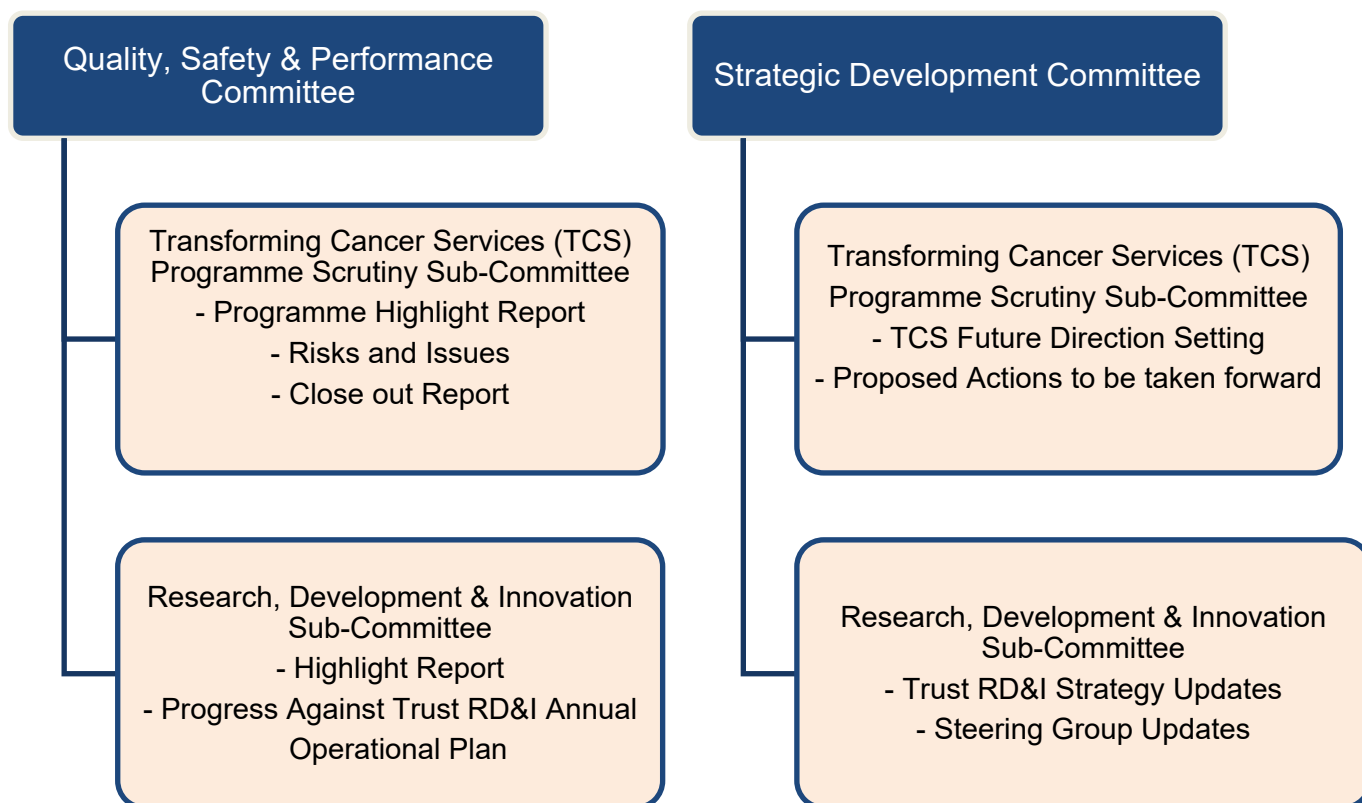 Quality, Safety & Performance
Committee
Transforming Cancer Services (TCS)
Programme Scrutiny Sub-Committee
- Programme Highlight Report
- Risks and Issues
- Close out Report
Research, Development & Innovation
Sub-Committee
- Highlight Report
- Progress Against Trust RD&I Annual
Operational Plan
Strategic Development Committee
Transforming Cancer Services (TCS)
Programme Scrutiny Sub-Committee
- TCS Future Direction Setting
- Proposed Actions to be taken forward
Research, Development & Innovation
Sub-Committee
- Trust RD&I Strategy Updates
- Steering Group Updates